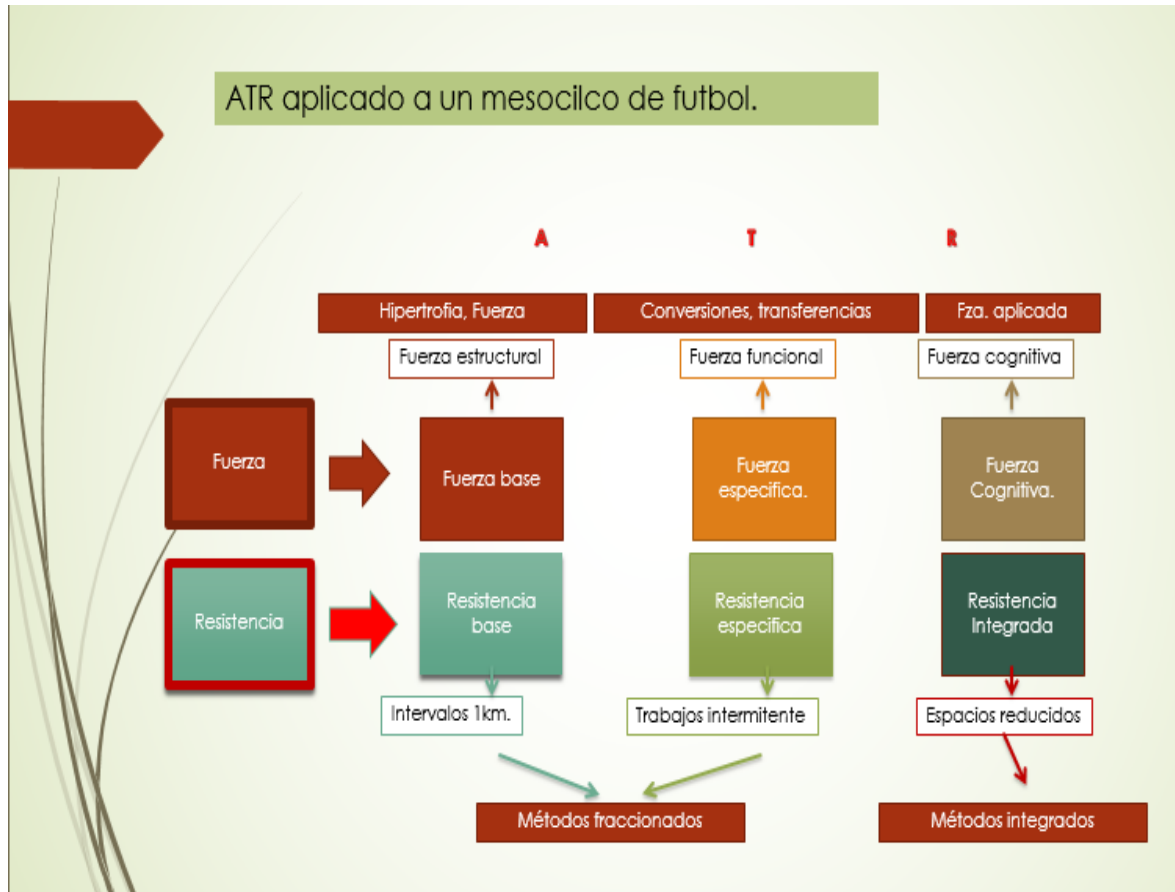 ATR aplicado a un mesocilco de futbol.
A
T
R
Hipertrofia, Fuerza
Conversiones, transferencias
Fza. aplicada
Fuerza estructural
Fuerza funcional
Fuerza cognitiva
Fuerza
Fuerza base
Fuerza
especifica.
Fuerza
Cognitiva.
Resistencia
Resistencia
base
Resistencia
especifica
Resistencia
Integrada
Intervalos 1km.
Trabajos intermitente
Espacios reducidos
Métodos fraccionados
Métodos integrados